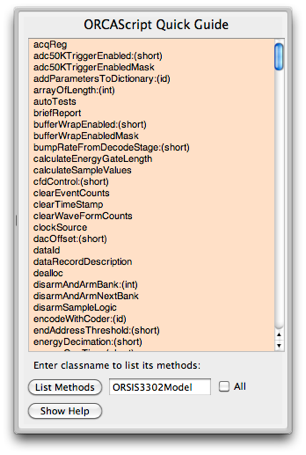 ORCAScript Quick Guide
acqReg
adc50KTriggerEnabled:(short)
adc50KTriggerEnabledMask
addParametersToDictionary:(id)
arrayOfLength:(int)
autoTests
briefReport
bufferWrapEnabled:(short)
bufferWrapEnabledMask
bumpRateFromDecodeStage:(short)
calculateEnergyGateLength
calculateSampleValues
cfdControl:(short)
clearEventCounts
clearTimeStamp
clearWaveFormCounts
clockSource
dacOffset:(short)
dataId
dataRecordDescription
dealloc
disarmAndArmBank:(int)
disarmAndArmNextBank
disarmSampleLogic
encodeWithCoder:(id)
endAddressThreshold:(short)
energyDecimation:(short)
Enter classname to list its methods:
List Methods ORSIS3302Model All
Show Help